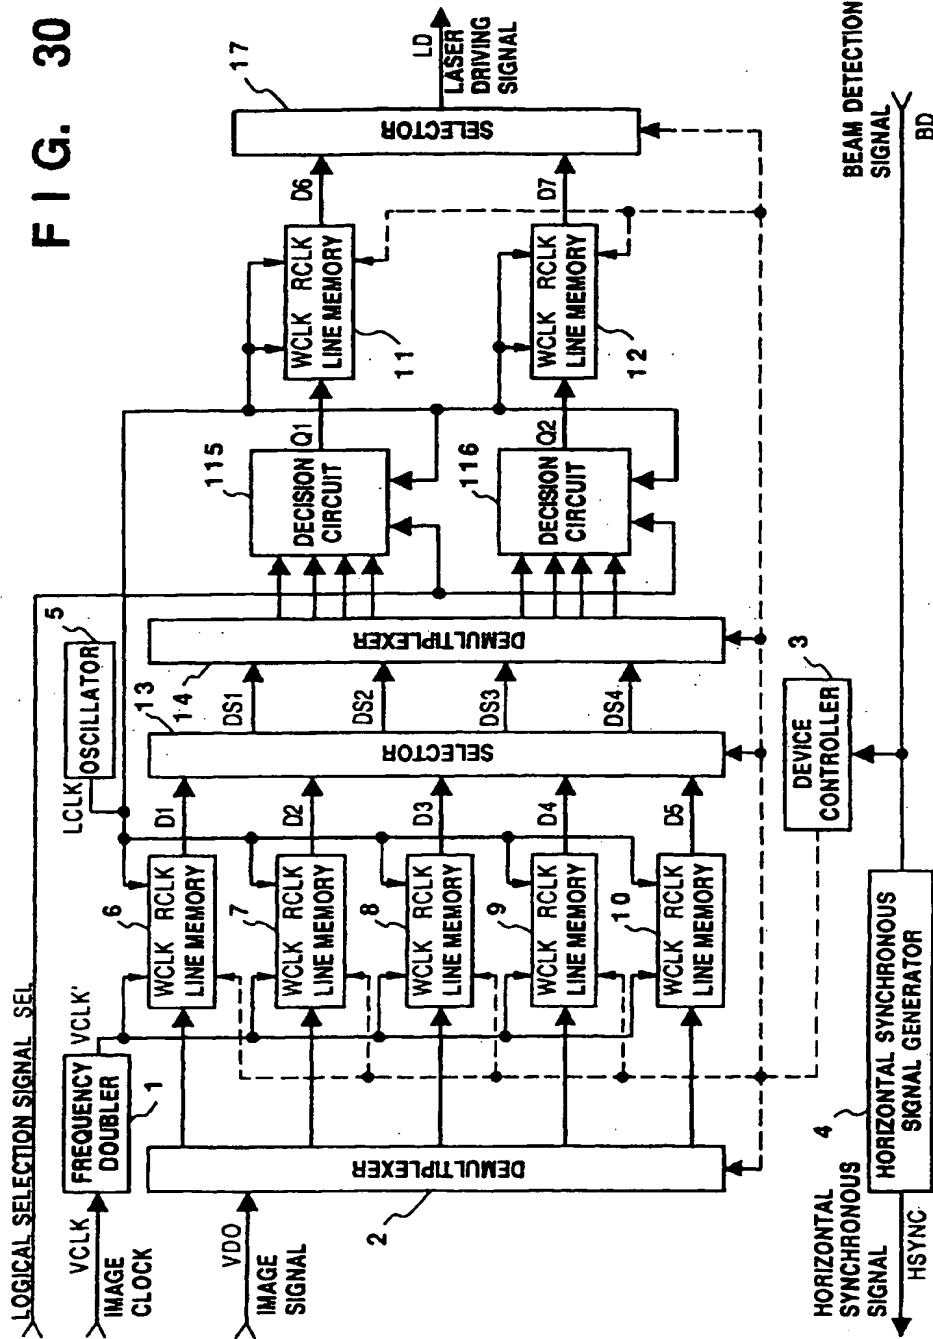 FIG. 30
LOGICAL SELECTION SIGNAL SEL
VCLK
IMAGE
CLOCK
FREQUENCY
DOUBLER
1
VCLK'
VDO
IMAGE
SIGNAL
DEMULTIPLEXER
2
LCLK
OSCILLATOR
5
6
WCLK RCLK
LINE MEMORY
D1
7
WCLK RCLK
LINE MEMORY
D2
8
WCLK RCLK
LINE MEMORY
D3
9
WCLK RCLK
LINE MEMORY
D4
10
WCLK RCLK
LINE MEMORY
D5
13
SELECTOR
DS1
DS2
DS3
DS4
14
DEMULTIPLEXER
115
DECISION
CIRCUIT
Q1
116
DECISION
CIRCUIT
Q2
WCLK RCLK
LINE MEMORY
11
D6
WCLK RCLK
LINE MEMORY
12
D7
17
SELECTOR
LD
LASER
DRIVING
SIGNAL
3
DEVICE
CONTROLLER
HORIZONTAL
SYNCHRONOUS
SIGNAL
HSYNC
4
HORIZONTAL SYNCHRONOUS
SIGNAL GENERATOR
BEAM DETECTION
SIGNAL
BD